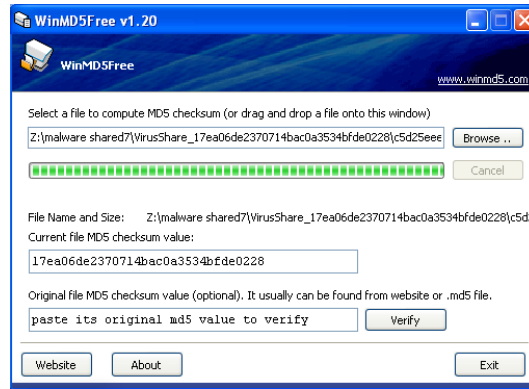 WinMD5Free v1.20
WinMD5Free
www.winmd5.com
Select a file to compute MD5 checksum (or drag and drop a file onto this window)
Z:\malware shared7\VirusShare_17ea06de2370714bac0a3534bfde0228\c5d25eee
Browse ..
Cancel
File Name and Size: Z:\malware shared7\VirusShare_17ea06de2370714bac0a3534bfde0228\c5d
Current file MD5 checksum value:
17ea06de2370714bac0a3534bfde0228
Original file MD5 checksum value (optional). It usually can be found from website or .md5 file.
paste its original md5 value to verify
Verify
Website
About
Exit